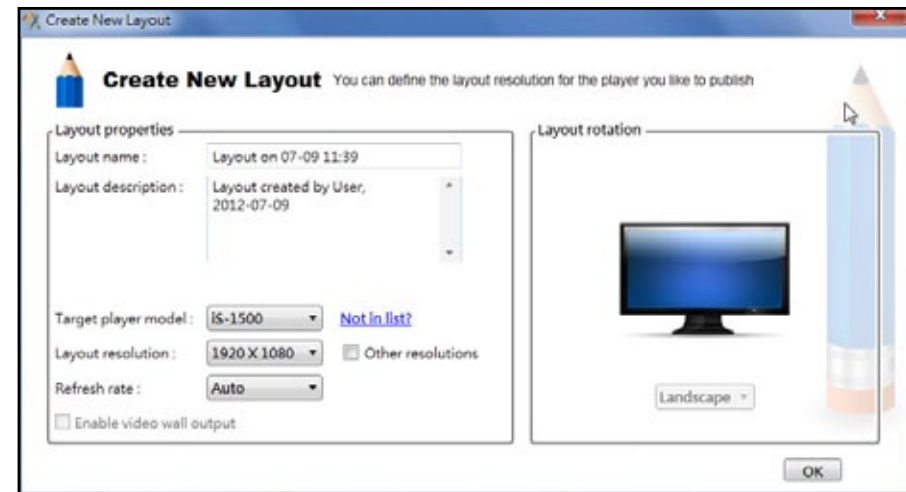 Create New Layout
Create New Layout You can define the layout resolution for the player you like to publish
Layout properties
Layout name : Layout on 07-09 11:39
Layout description : Layout created by User,
2012-07-09
Target player model : iS-1500 Not in list?
Layout resolution : 1920 X 1080 Other resolutions
Refresh rate : Auto
Enable video wall output
Layout rotation
Landscape
OK